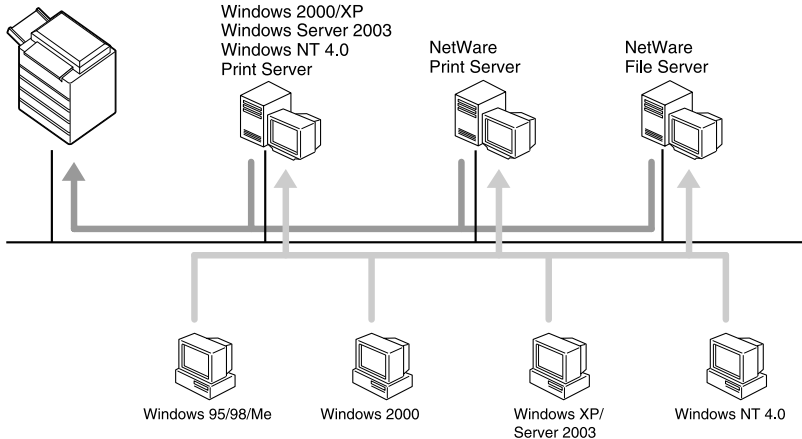 Windows 2000/XP
Windows Server 2003
Windows NT 4.0
Print Server
NetWare
Print Server
NetWare
File Server
Windows 95/98/Me
Windows 2000
Windows XP/
Server 2003
Windows NT 4.0